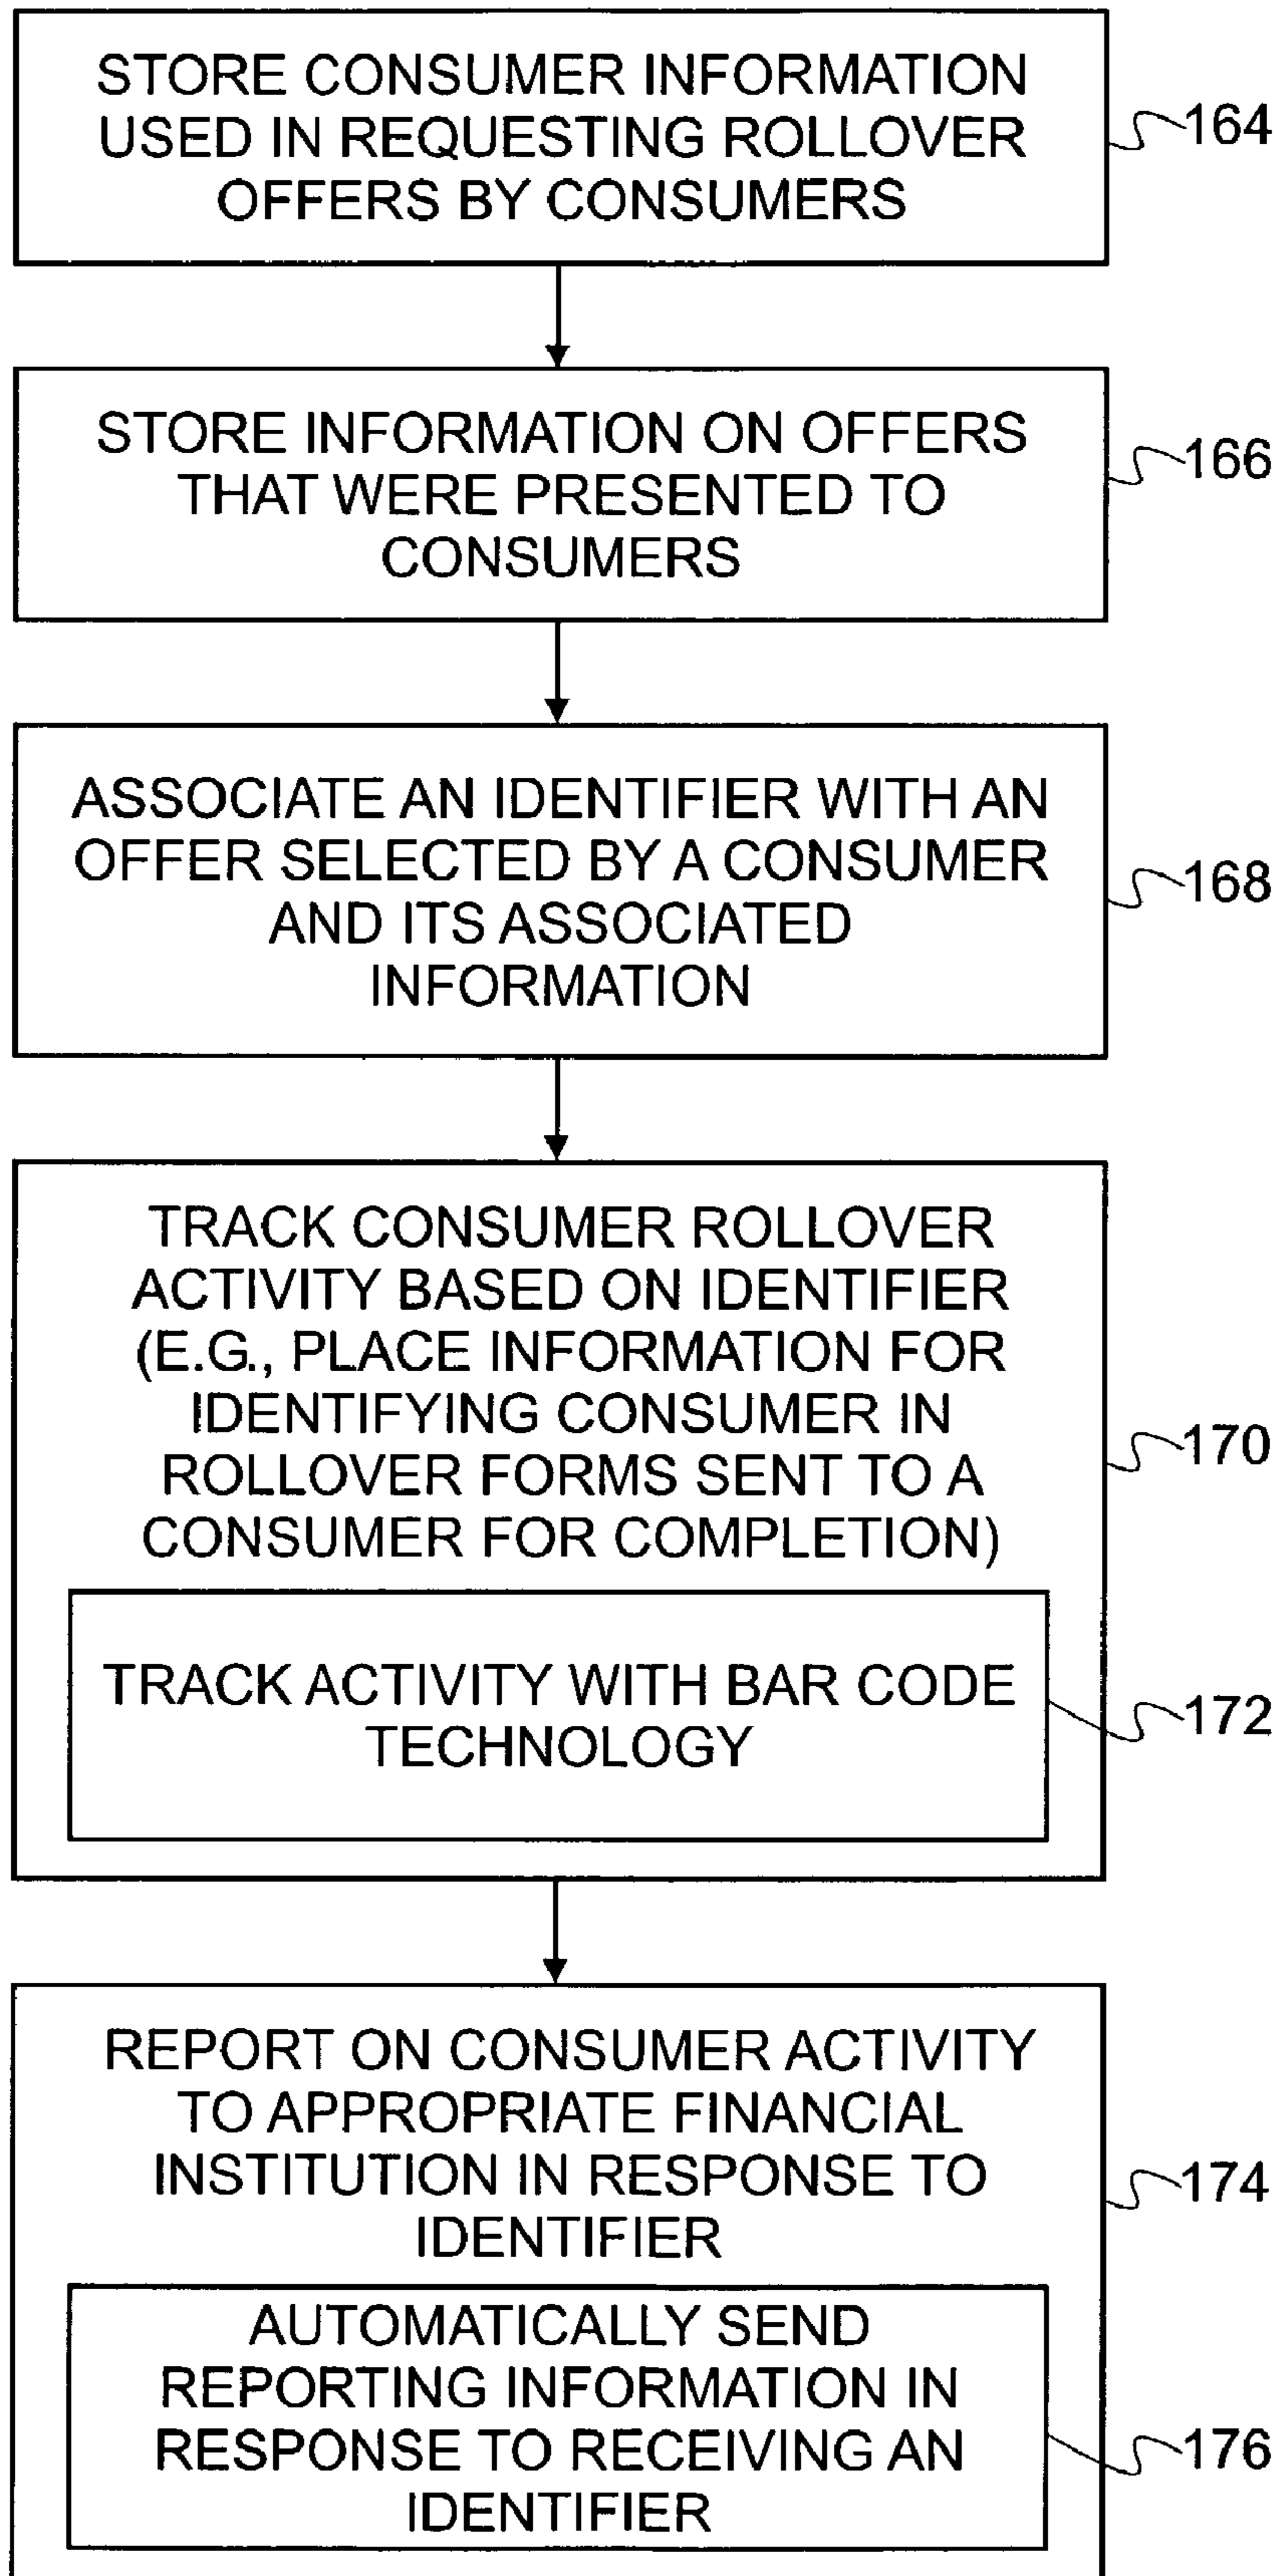 STORE CONSUMER INFORMATION
USED IN REQUESTING ROLLOVER
OFFERS BY CONSUMERS
164
STORE INFORMATION ON OFFERS
THAT WERE PRESENTED TO
CONSUMERS
166
ASSOCIATE AN IDENTIFIER WITH AN
OFFER SELECTED BY A CONSUMER
AND ITS ASSOCIATED
INFORMATION
168
TRACK CONSUMER ROLLOVER
ACTIVITY BASED ON IDENTIFIER
(E.G., PLACE INFORMATION FOR
IDENTIFYING CONSUMER IN
ROLLOVER FORMS SENT TO A
CONSUMER FOR COMPLETION)
170
TRACK ACTIVITY WITH BAR CODE
TECHNOLOGY
172
REPORT ON CONSUMER ACTIVITY
TO APPROPRIATE FINANCIAL
INSTITUTION IN RESPONSE TO
IDENTIFIER
174
AUTOMATICALLY SEND
REPORTING INFORMATION IN
RESPONSE TO RECEIVING AN
IDENTIFIER
176